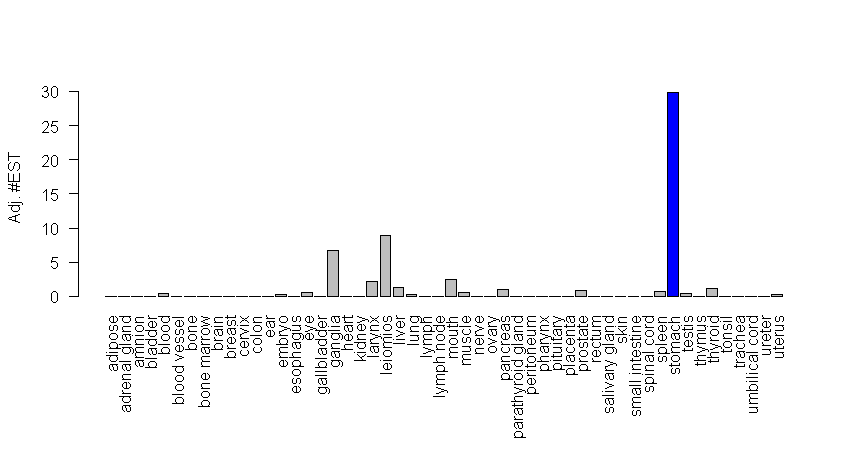 Adj. #EST
30
25
20
15
10
5
0
adipose
adrenal gland
amnion
bladder
blood
blood vessel
bone
bone marrow
brain
breast
cervix
colon
ear
embryo
esophagus
eye
gallbladder
ganglia
heart
kidney
larynx
leiomios
liver
lung
lymph
lymph node
mouth
muscle
nerve
ovary
pancreas
parathyroid gland
peritoneum
pharynx
pituitary
placenta
prostate
rectum
salivary gland
skin
small intestine
spinal cord
spleen
stomach
testis
thymus
thyroid
tonsil
trachea
umbilical cord
ureter
uterus